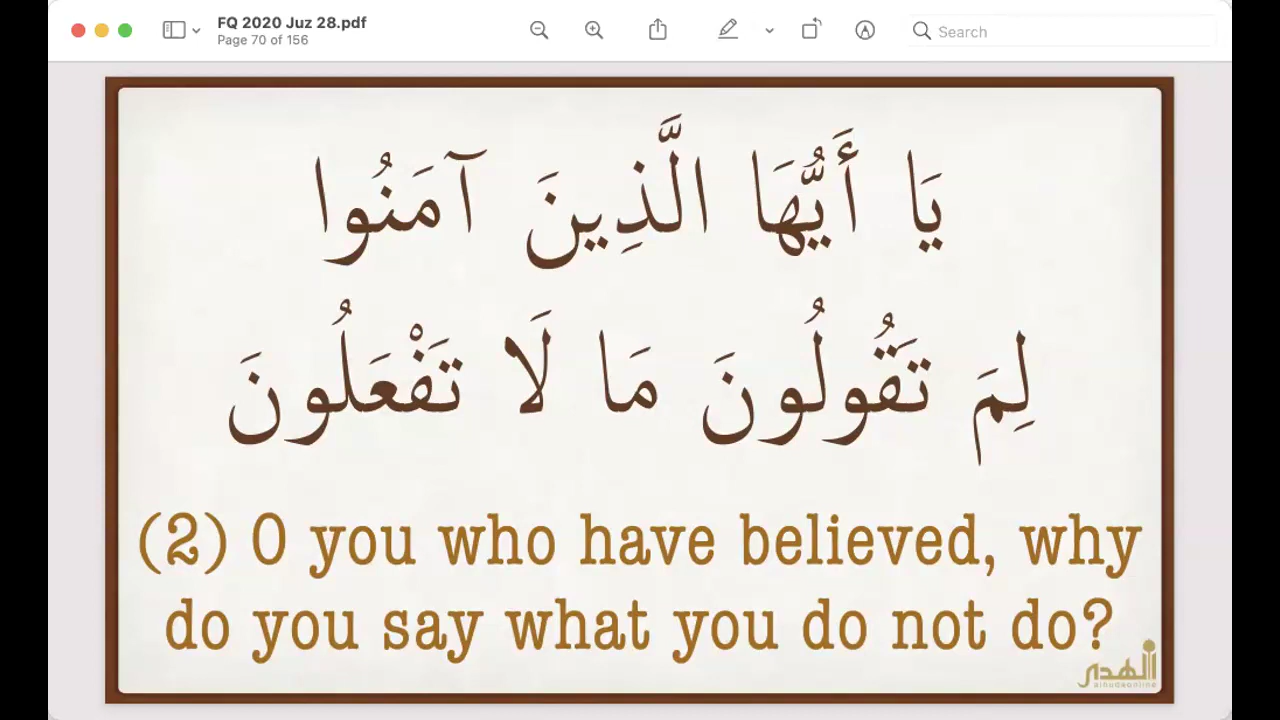 FQ 2020 Juz 28.pdf
Page 70 of 156
Search
يَا أَيُّهَا الَّذِينَ آمَنُوا
لِمَ تَقُولُونَ مَا لَا تَفْعَلُونَ
(2) O you who have believed, why
do you say what you do not do?
الهدى
alhudaonline